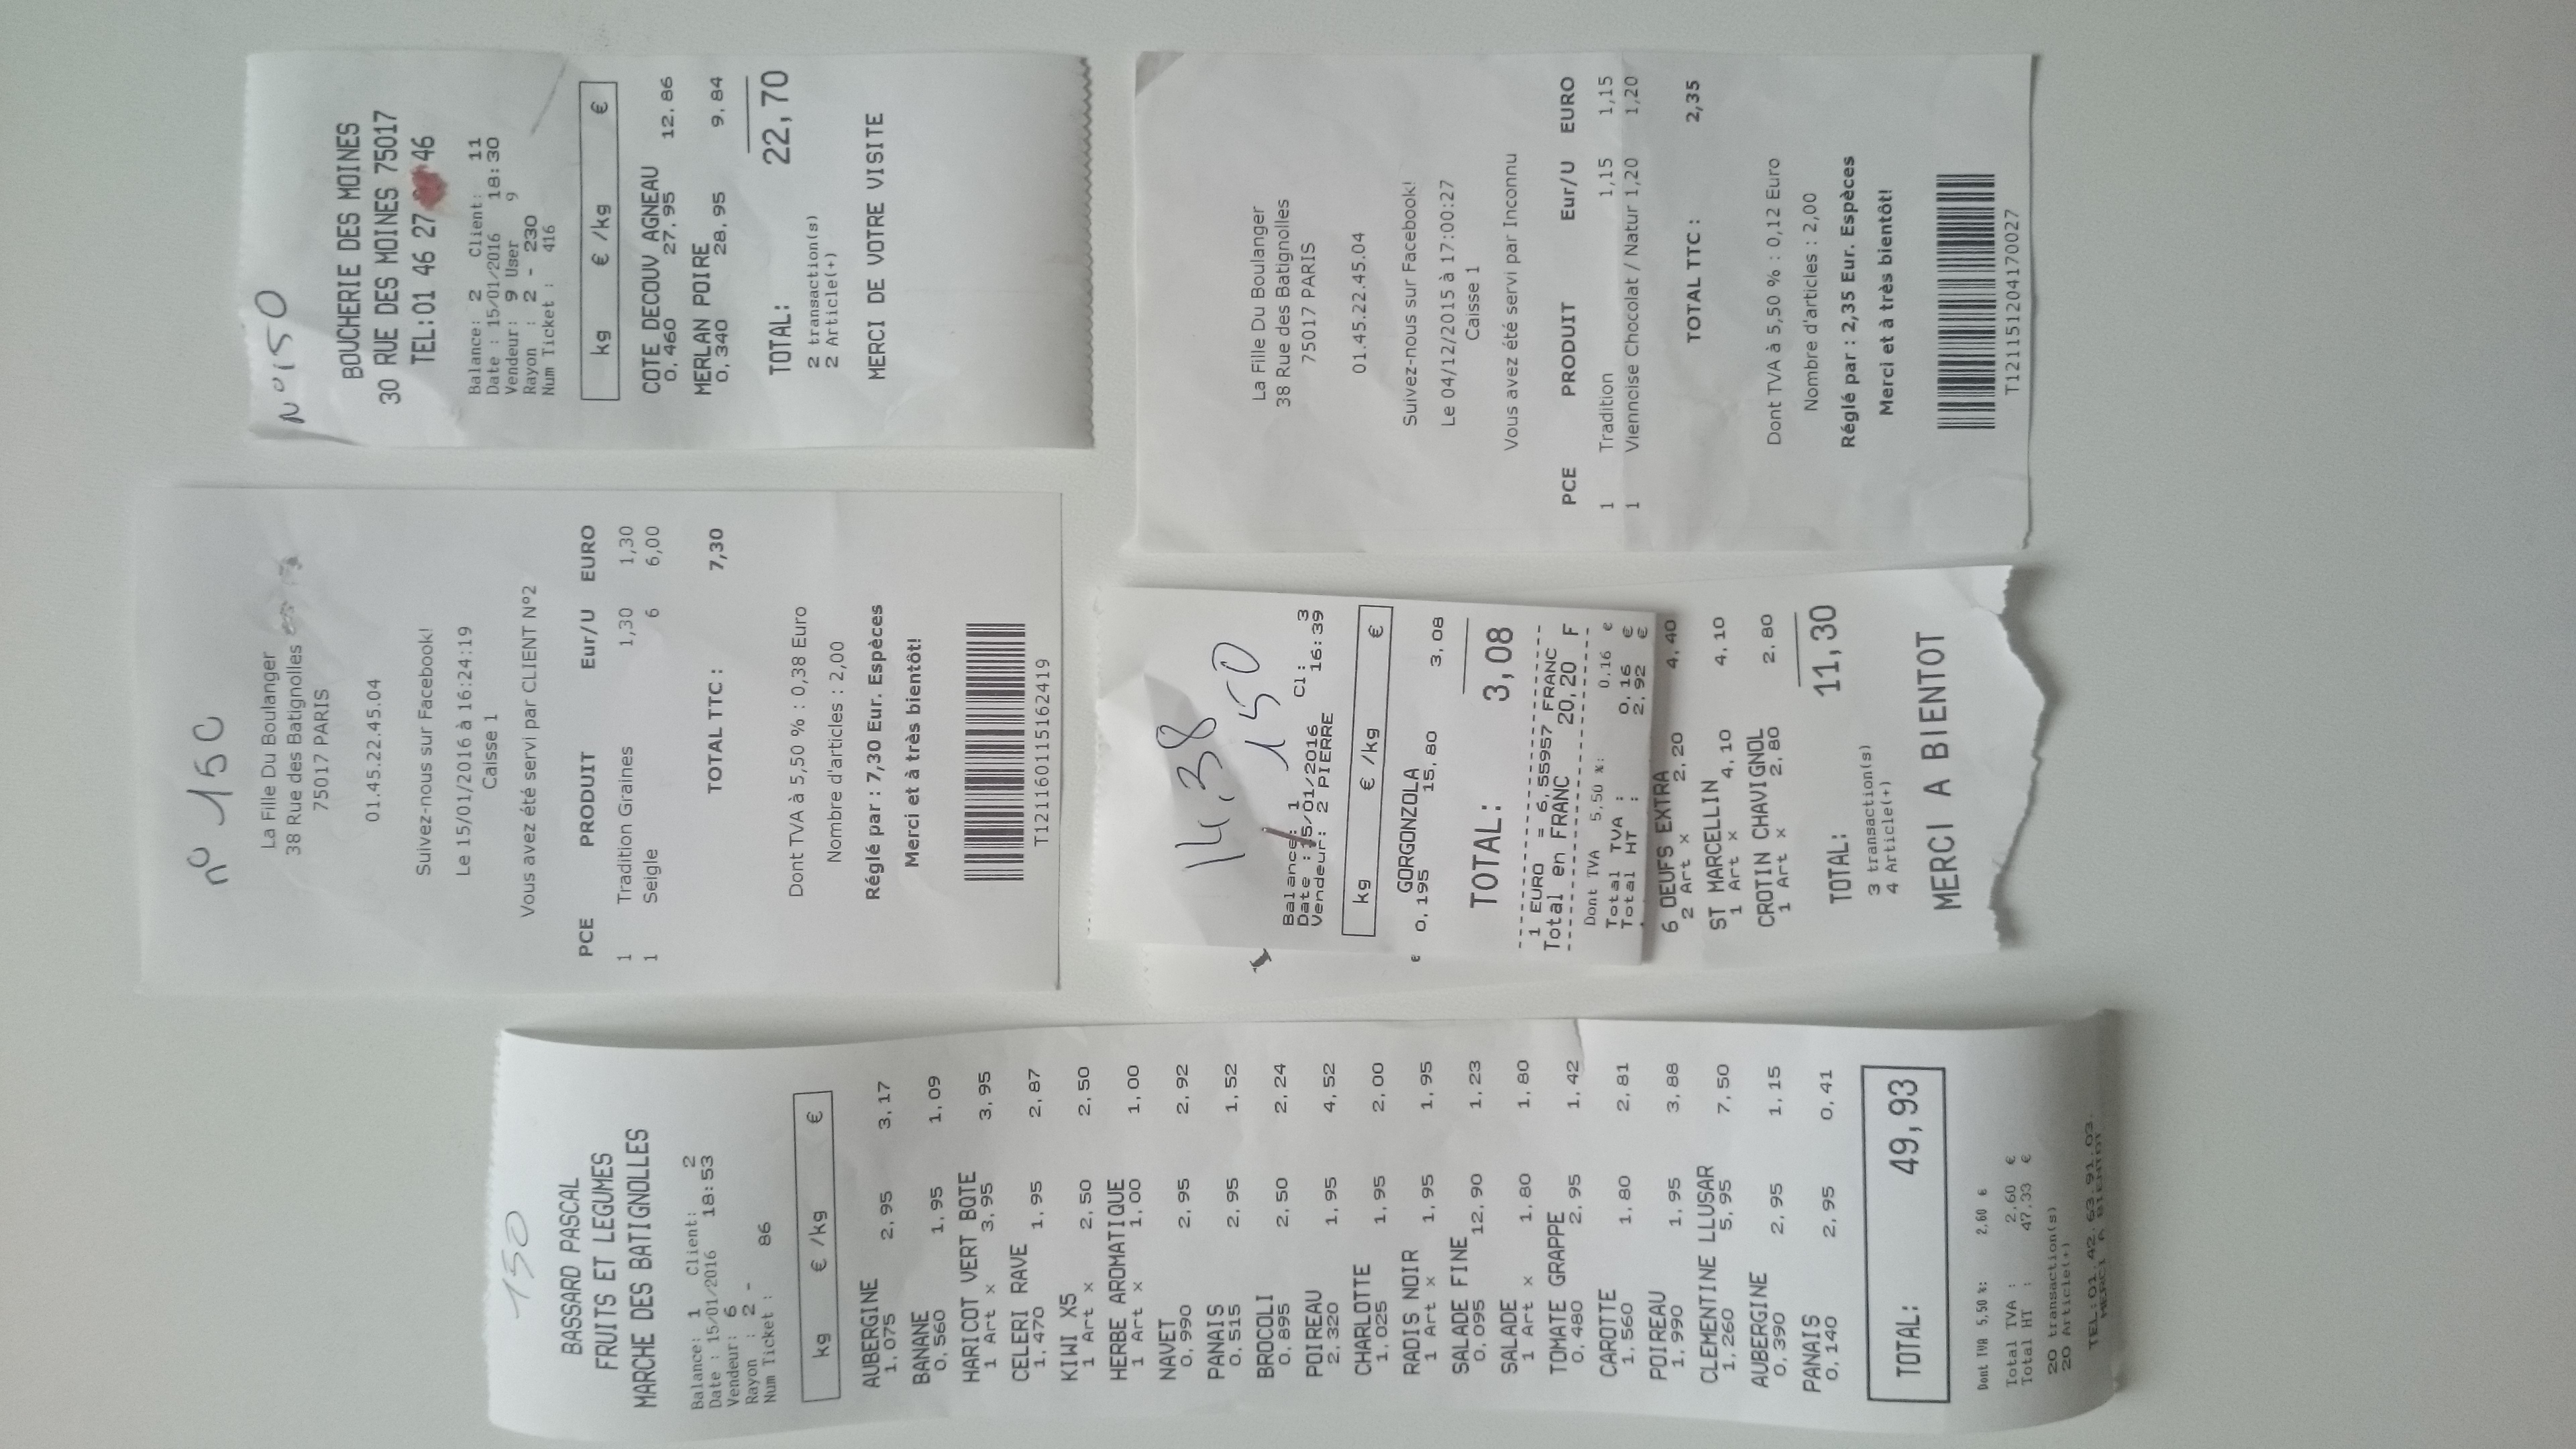 N°150
BOUCHERIE DES MOINES
30 RUE DES MOINES 75017
TEL:01 46 27 46
Balance: 2 Client: 11
Date : 15/01/2016 18:30
Vendeur: 9 User 9
Rayon : 2 - 230
Num Ticket : 416
kg € /kg €
COTE DECOUV AGNEAU
0,460 27,95 12,86
MERLAN POIRE
0,340 28,95 9,84
TOTAL: 22,70
2 transaction(s)
2 Article(+)
MERCI DE VOTRE VISITE
n° 150
La Fille Du Boulanger
38 Rue des Batignolles
75017 PARIS
01.45.22.45.04
Suivez-nous sur Facebook!
Le 15/01/2016 à 16:24:19
Caisse 1
Vous avez été servi par CLIENT N°2
PCE PRODUIT Eur/U EURO
1 Tradition Graines 1,30 1,30
1 Seigle 6 6,00
TOTAL TTC : 7,30
Dont TVA à 5,50 % : 0,38 Euro
Nombre d'articles : 2,00
Réglé par : 7,30 Eur. Espèces
Merci et à très bientôt!
T1211601151624​19
150
BASSARD PASCAL
FRUITS ET LEGUMES
MARCHE DES BATIGNOLLES
Balance: 1 Client: 2
Date : 15/01/2016 18:53
Vendeur: 6
Rayon : 2 -
Num Ticket : 86
kg € /kg €
AUBERGINE
1,075 2,95 3,17
BANANE
0,560 1,95 1,09
HARICOT VERT BQTE
1 Art x 3,95 3,95
CELERI RAVE
1,470 1,95 2,87
KIWI X5
1 Art x 2,50 2,50
HERBE AROMATIQUE
1 Art x 1,00 1,00
NAVET
0,990 2,95 2,92
PANAIS
0,515 2,95 1,52
BROCOLI
0,895 2,50 2,24
POIREAU
2,320 1,95 4,52
CHARLOTTE
1,025 1,95 2,00
RADIS NOIR
1 Art x 1,95 1,95
SALADE FINE
0,095 12,90 1,23
SALADE
1 Art x 1,80 1,80
TOMATE GRAPPE
0,480 2,95 1,42
CAROTTE
1,560 1,80 2,81
POIREAU
1,990 1,95 3,88
CLEMENTINE LLUSAR
1,260 5,95 7,50
AUBERGINE
0,390 2,95 1,15
PANAIS
0,140 2,95 0,41
TOTAL: 49,93
Dont TVA 5,50 %: 2,60 €
Total TVA : 2,60 €
Total HT : 47,33 €
20 transaction(s)
20 Article(+)
TEL:01.42.63.91.03.
MERCI A BIENTOT
14,38
150
Balance: 1 Cl: 3
Date : 15/01/2016 16:39
Vendeur: 2 PIERRE
kg € /kg €
GORGONZOLA
€ 0,195 15,80 3,08
TOTAL: 3,08
1 EURO = 6,55957 FRANC
Total en FRANC 20,20 F
Dont TVA 5,50 %: 0.16 €
Total TVA : 0,16 €
Total HT : 2,92 €
6 OEUFS EXTRA
2 Art x 2,20 4,40
ST MARCELLIN
1 Art x 4,10 4,10
CROTIN CHAVIGNOL
1 Art x 2,80 2,80
TOTAL: 11,30
3 transaction(s)
4 Article(+)
MERCI A BIENTOT
La Fille Du Boulanger
38 Rue des Batignolles
75017 PARIS
01.45.22.45.04
Suivez-nous sur Facebook!
Le 04/12/2015 à 17:00:27
Caisse 1
Vous avez été servi par Inconnu
PCE PRODUIT Eur/U EURO
1 Tradition 1,15 1,15
1 Viennoise Chocolat / Natur 1,20 1,20
TOTAL TTC : 2,35
Dont TVA à 5,50 % : 0,12 Euro
Nombre d'articles : 2,00
Réglé par : 2,35 Eur. Espèces
Merci et à très bientôt!
T121151204170027